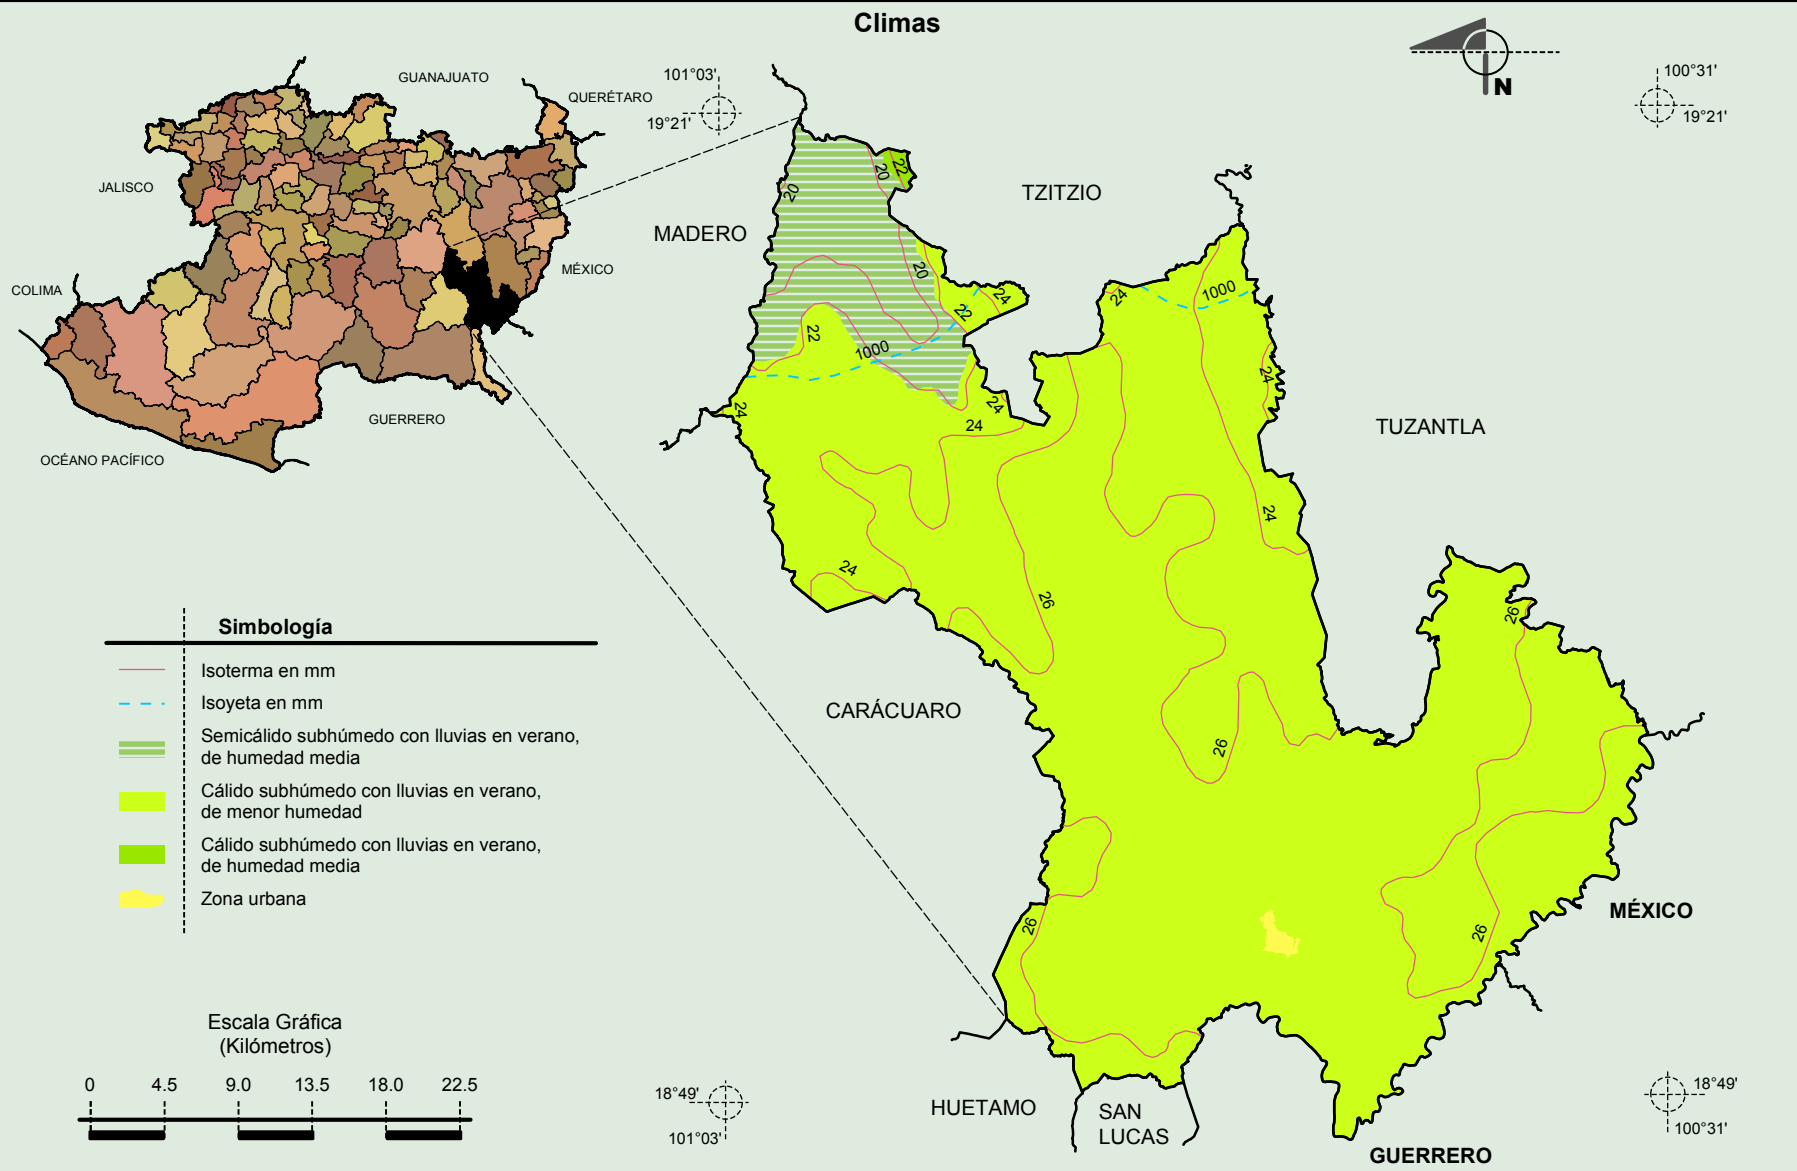 Climas
GUANAJUATO
QUERÉTARO
JALISCO
MÉXICO
COLIMA
GUERRERO
OCÉANO PACÍFICO
101°03'
19°21'
N
100°31'
19°21'
TZITZIO
MADERO
TUZANTLA
CARÁCUARO
MÉXICO
HUETAMO
SAN
LUCAS
GUERRERO
20
20
22
20
22
24
22
1000
24
1000
24
24
24
24
24
24
26
26
26
26
26
Simbología
Isoterma en mm
Isoyeta en mm
Semicálido subhúmedo con lluvias en verano,
de humedad media
Cálido subhúmedo con lluvias en verano,
de menor humedad
Cálido subhúmedo con lluvias en verano,
de humedad media
Zona urbana
Escala Gráfica
(Kilómetros)
0 4.5 9.0 13.5 18.0 22.5
18°49'
101°03'
18°49'
100°31'